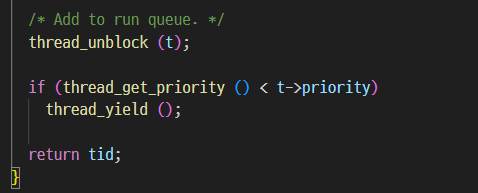 /* Add to run queue. */
thread_unblock (t);
if (thread_get_priority () < t->priority)
thread_yield ();
return tid;
}